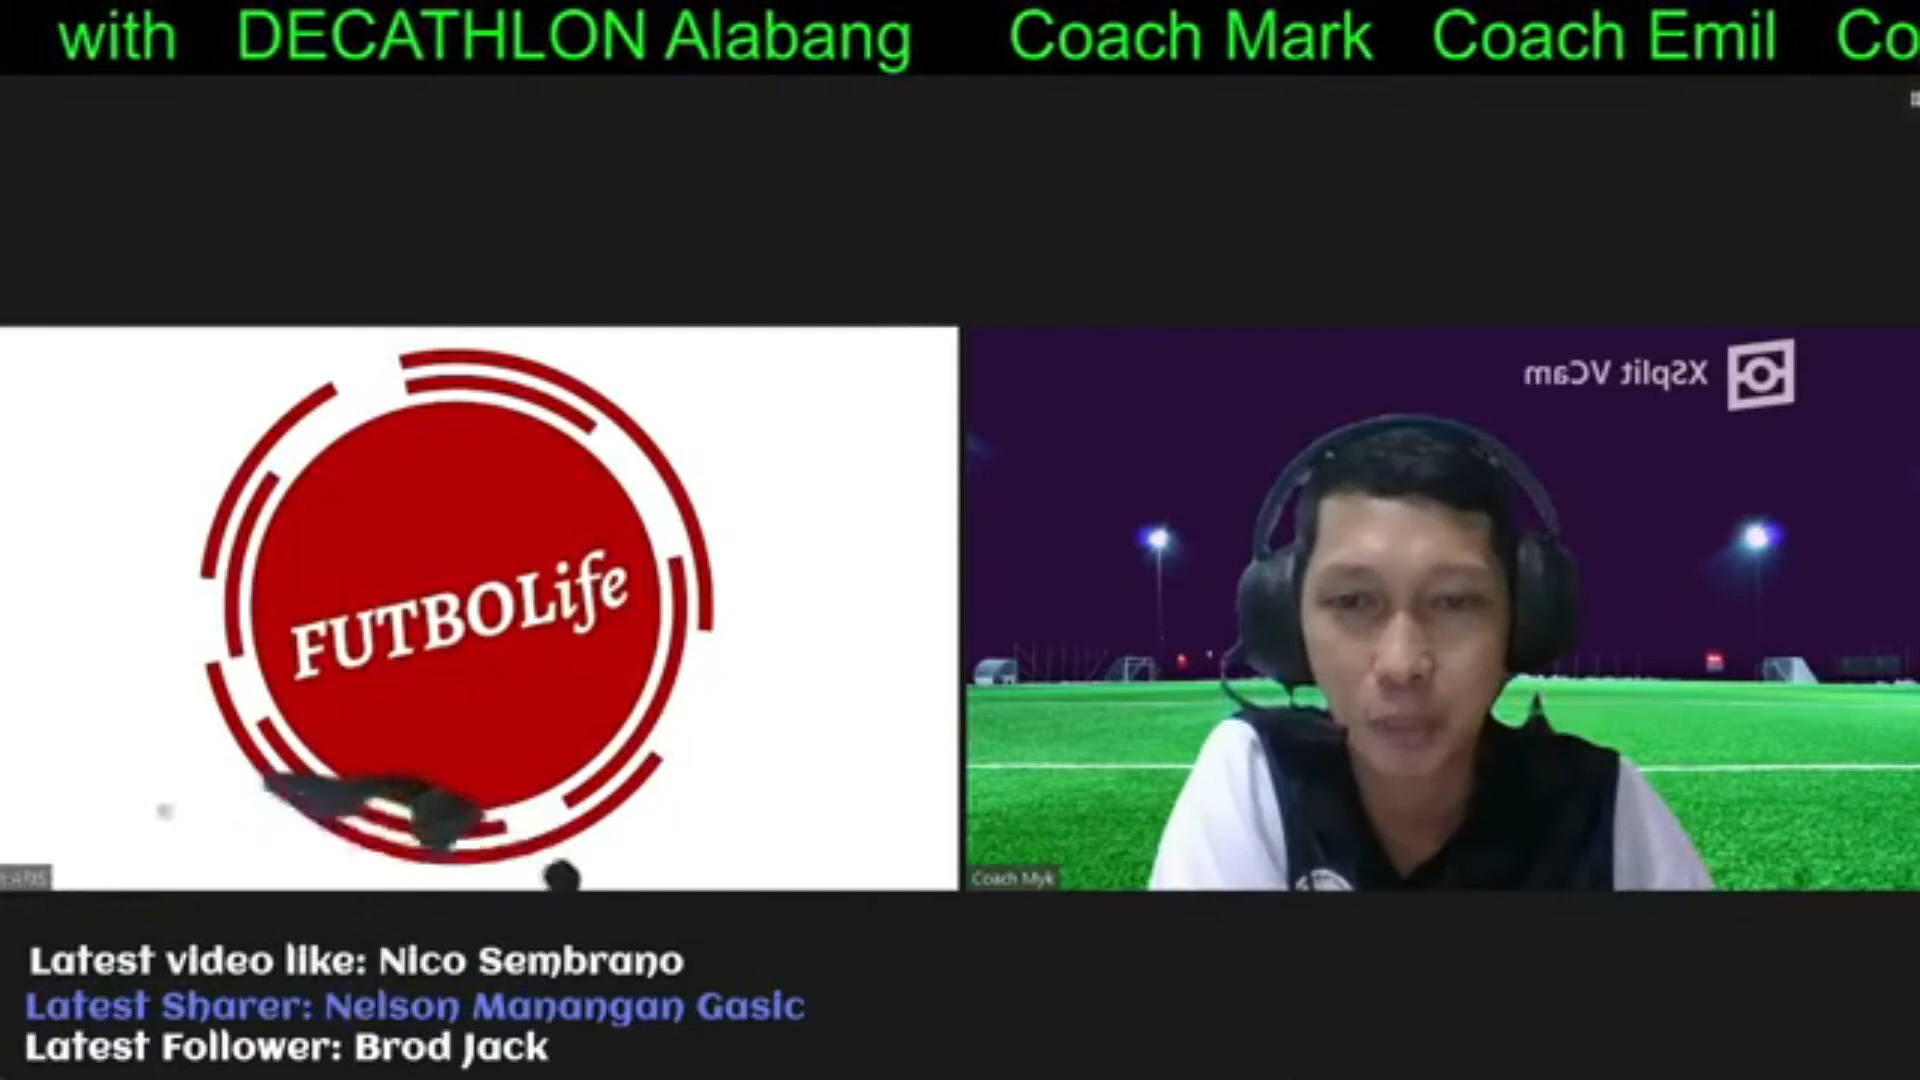 with DECATHLON Alabang Coach Mark Coach Emil Co
XSplit VCam
FUTBOLife
Coach Myk
Latest video like: Nico Sembrano
Latest Sharer: Nelson Manangan Gasic
Latest Follower: Brod Jack